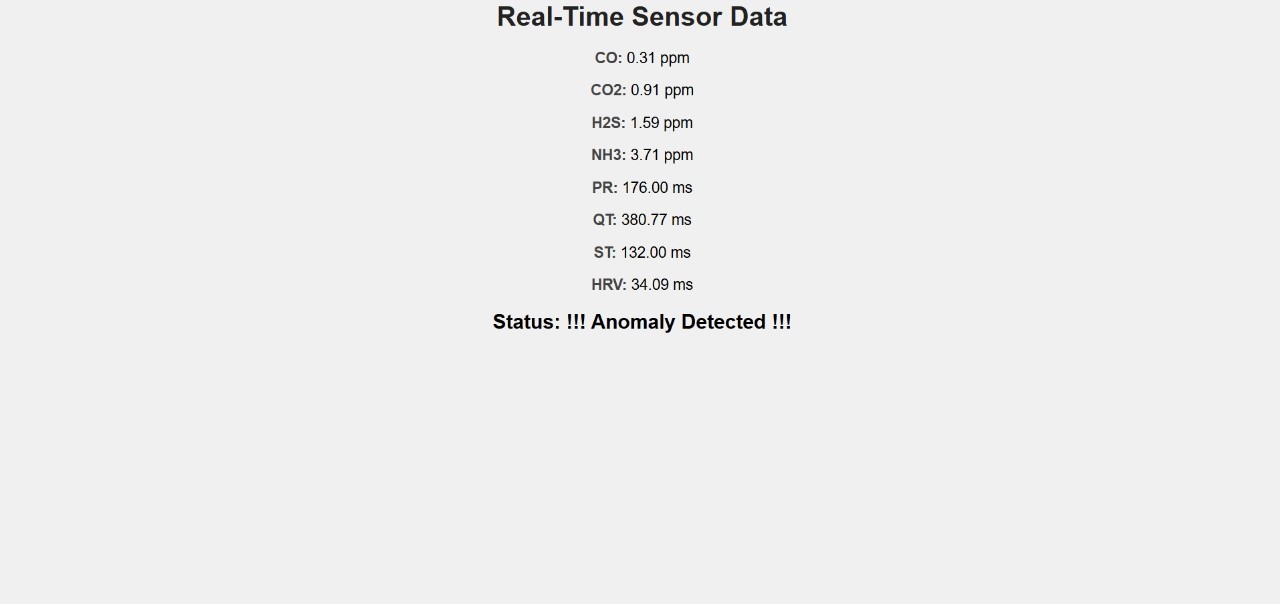 Real-Time Sensor Data
CO: 0.31 ppm
CO2: 0.91 ppm
H2S: 1.59 ppm
NH3: 3.71 ppm
PR: 176.00 ms
QT: 380.77 ms
ST: 132.00 ms
HRV: 34.09 ms
Status: !!! Anomaly Detected !!!